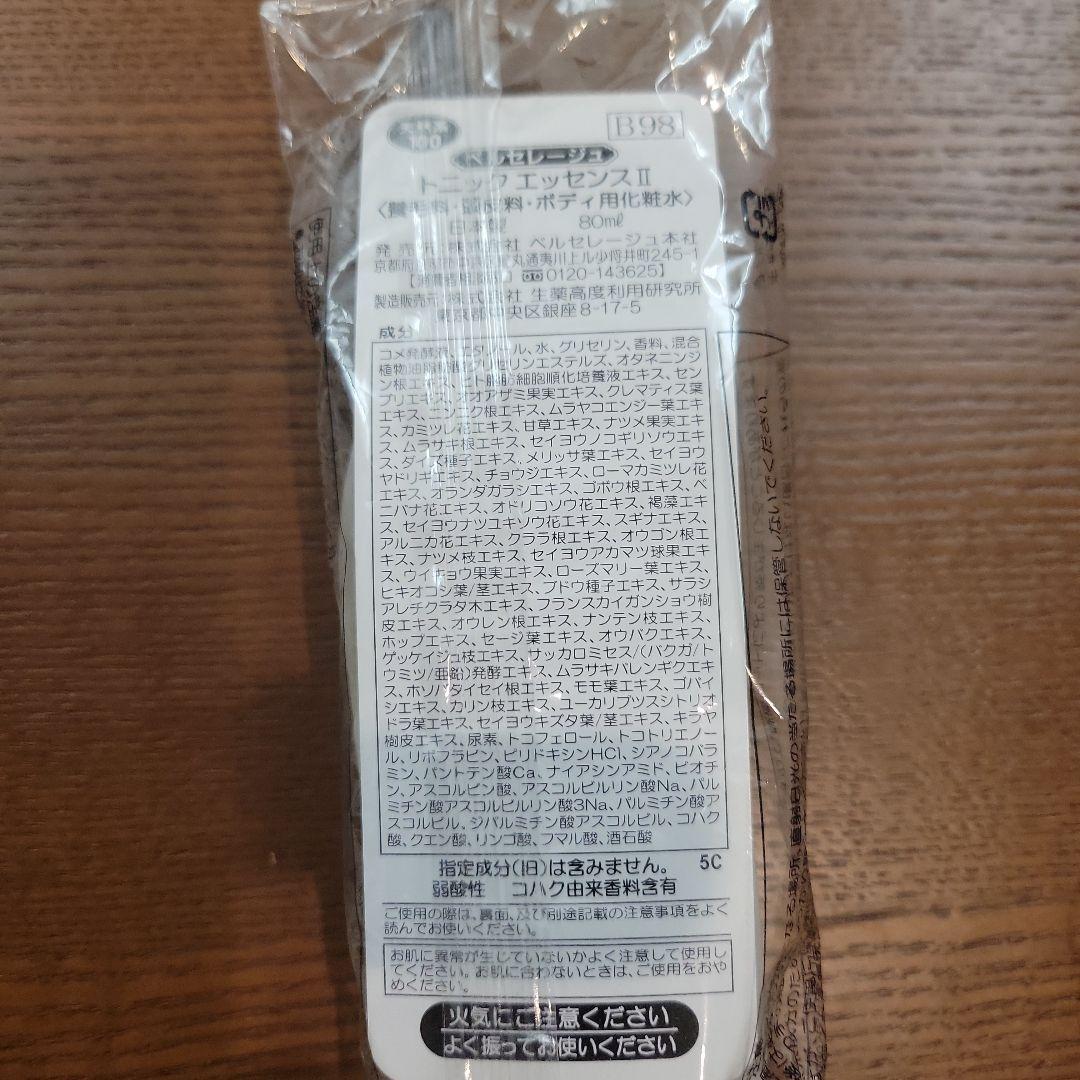 100
B98
ベルセレージュ
トニック エッセンスⅡ
・ボディ用化粧水〉
日本製 80ml
株式会社 ベルセレージュ本社
丸通夷川上ル少将井町245-1
0120-143625】
製造販売元 株式会社 生薬高度利用研究所
東京都中央区銀座8-17-5
成分
コメ発酵液、エタノール、水、グリセリン、香料、混合
植物油脂肪酸グリセリンエステルズ、オタネニンジ
ン根エキス、ヒト脂肪細胞順化培養液エキス、セン
ブリエキス、オオアザミ果実エキス、クレマティス葉
エキス、ニンニク根エキス、ムラヤコエンジー葉エキ
ス、カミツレ花エキス、甘草エキス、ナツメ果実エキ
ス、ムラサキ根エキス、セイヨウノコギリソウエキ
ス、ダイズ種子エキス、メリッサ葉エキス、セイヨウ
ヤドリキエキス、チョウジエキス、ローマカミツレ花
エキス、オランダカラシエキス、ゴボウ根エキス、ベ
ニバナ花エキス、オドリコソウ花エキス、褐藻エキ
ス、セイヨウナツユキソウ花エキス、スギナエキス、
アルニカ花エキス、クララ根エキス、オウゴン根エ
キス、ナツメ枝エキス、セイヨウアカマツ球果エキ
ス、ウイキョウ果実エキス、ローズマリー葉エキス、
ヒキオコシ葉/茎エキス、ブドウ種子エキス、サラシ
アレチクラタ木エキス、フランスカイガンショウ樹
皮エキス、オウレン根エキス、ナンテン枝エキス、
ホップエキス、セージ葉エキス、オウバクエキス、
ゲッケイジュ枝エキス、サッカロミセス/(バクガ/ト
ウミツ/亜鉛)発酵エキス、ムラサキバレンギクエキ
ス、ホソバタイセイ根エキス、モモ葉エキス、ゴバイ
シエキス、カリン枝エキス、ユーカリプツスシトリオ
ドラ葉エキス、セイヨウキズタ葉/茎エキス、キラヤ
樹皮エキス、尿素、トコフェロール、トコトリエノー
ル、リボフラビン、ピリドキシンHCl、シアノコバラ
ミン、パントテン酸Ca、ナイアシンアミド、ビオチ
ン、アスコルビン酸、アスコルビルリン酸Na、パル
ミチン酸アスコルビルリン酸3Na、パルミチン酸ア
スコルビル、ジパルミチン酸アスコルビル、コハク
酸、クエン酸、リンゴ酸、フマル酸、酒石酸
指定成分(旧)は含みません。 5C
弱酸性 コハク由来香料含有
ご使用の際は、裏面、及び別途記載の注意事項をよく
読んでお使いください。
お肌に異常が生じていないかよく注意して使用し
てください。お肌に合わないときは、ご使用をおや
めください。
火気にご注意ください
よく振ってお使いください